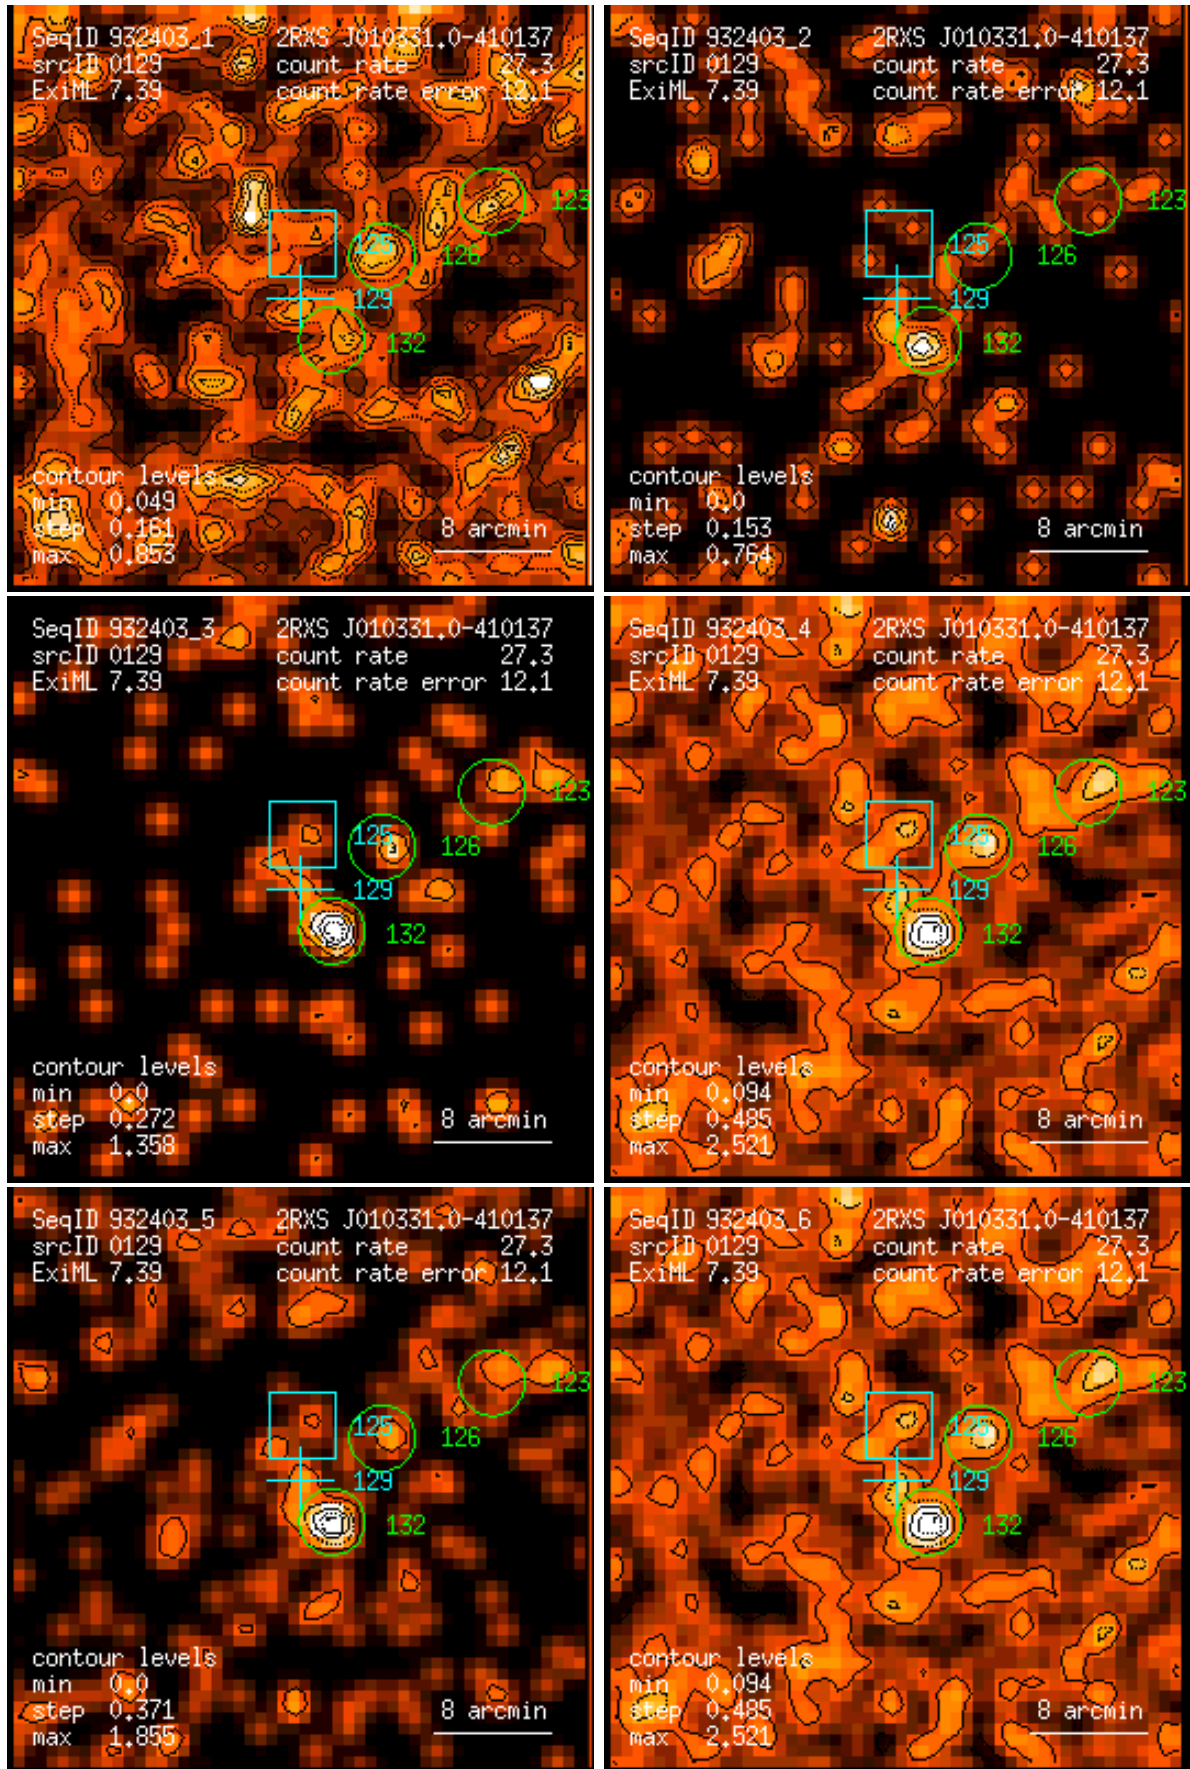 SeqID 932403_1 2RXS J010331.0-410137
srcID 0129 count rate 27.3
ExiML 7.39 count rate error 12.1
123
125
126
129
132
contour levels
min 0.049
step 0.161
max 0.853
8 arcmin
SeqID 932403_2 2RXS J010331.0-410137
srcID 0129 count rate 27.3
ExiML 7.39 count rate error 12.1
123
125
126
129
132
contour levels
min 0.0
step 0.153
max 0.764
8 arcmin
SeqID 932403_3 2RXS J010331.0-410137
srcID 0129 count rate 27.3
ExiML 7.39 count rate error 12.1
123
125
126
129
132
contour levels
min 0.0
step 0.272
max 1.358
8 arcmin
SeqID 932403_4 2RXS J010331.0-410137
srcID 0129 count rate 27.3
ExiML 7.39 count rate error 12.1
123
125
126
129
132
contour levels
min 0.094
step 0.485
max 2.521
8 arcmin
SeqID 932403_5 2RXS J010331.0-410137
srcID 0129 count rate 27.3
ExiML 7.39 count rate error 12.1
123
125
126
129
132
contour levels
min 0.0
step 0.371
max 1.855
8 arcmin
SeqID 932403_6 2RXS J010331.0-410137
srcID 0129 count rate 27.3
ExiML 7.39 count rate error 12.1
123
125
126
129
132
contour levels
min 0.094
step 0.485
max 2.521
8 arcmin